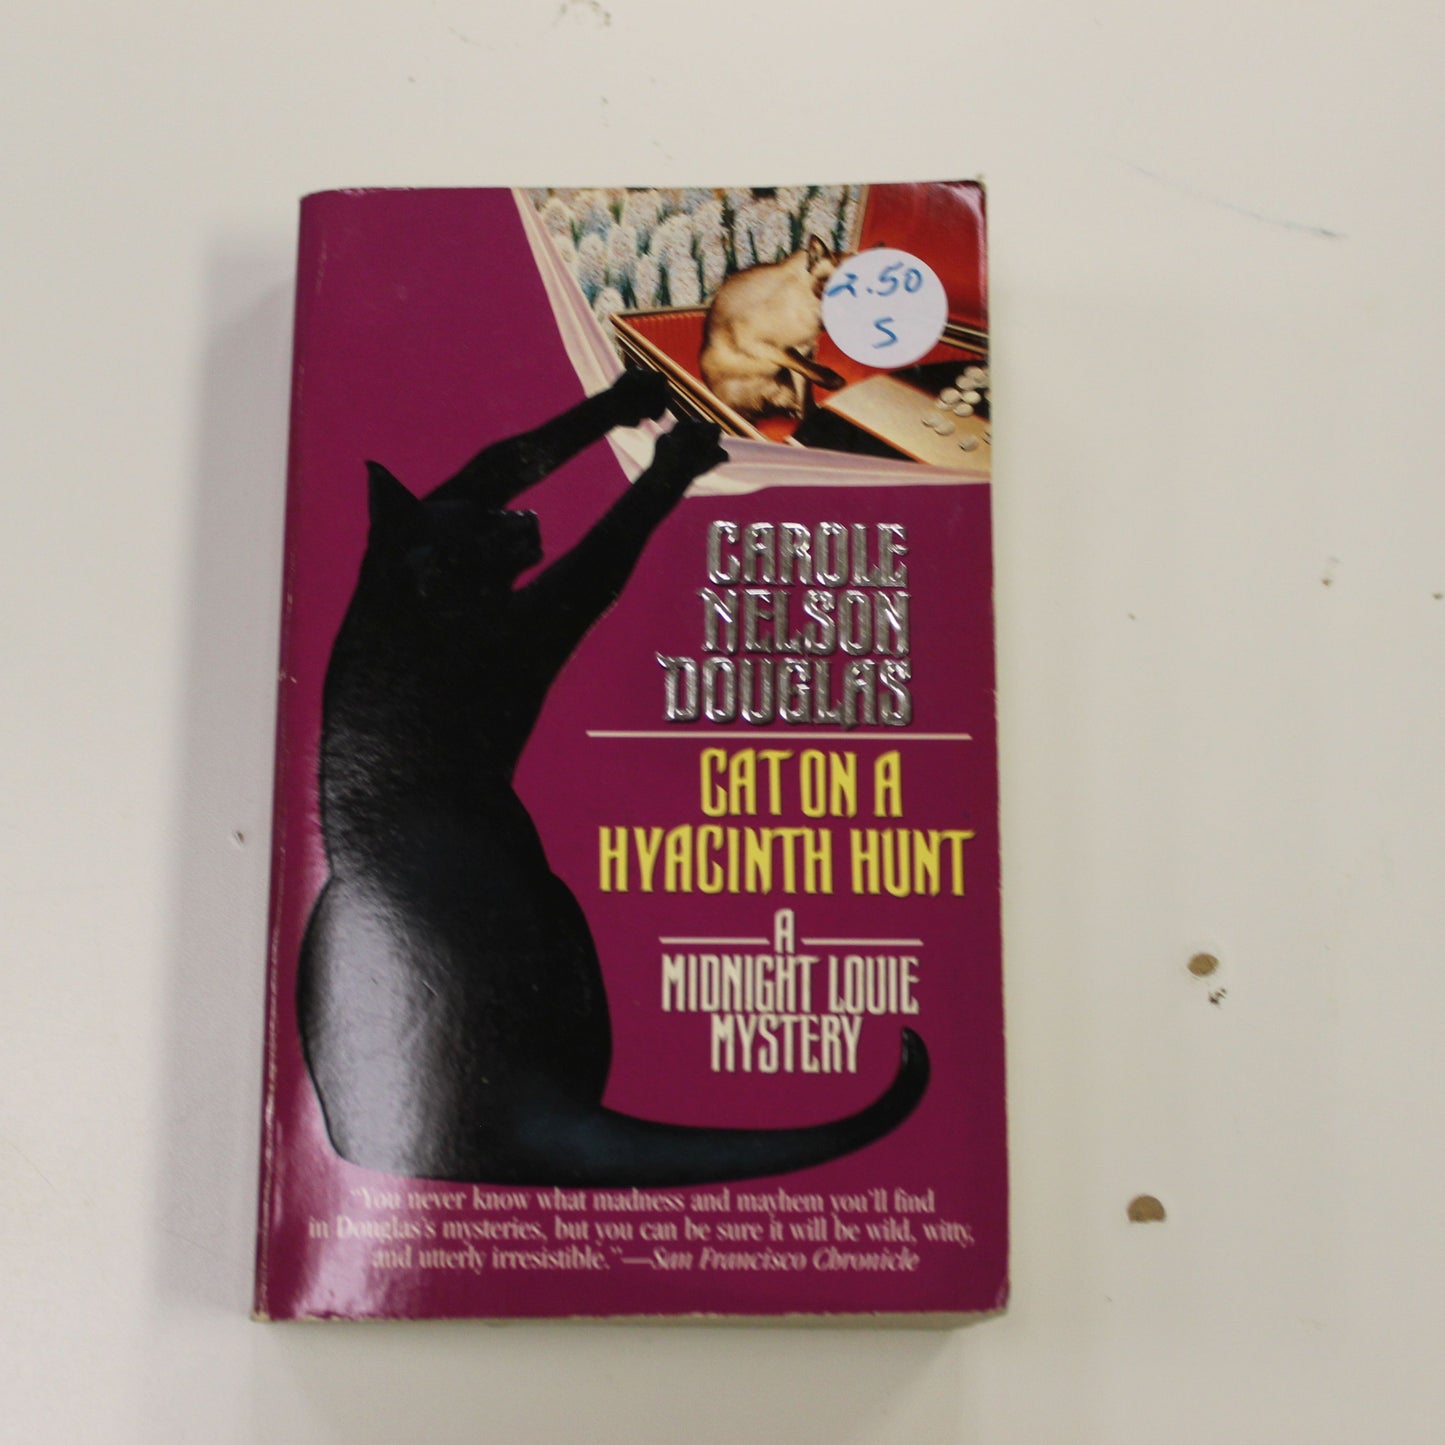 2.50
S
CAROLE
NELSON
DOUGLAS
CAT ON A
HYACINTH HUNT
A
MIDNIGHT LOUIE
MYSTERY
"You never know what madness and mayhem you'll find
in Douglas's mysteries, but you can be sure it will be wild, witty,
and utterly irresistible."—San Francisco Chronicle